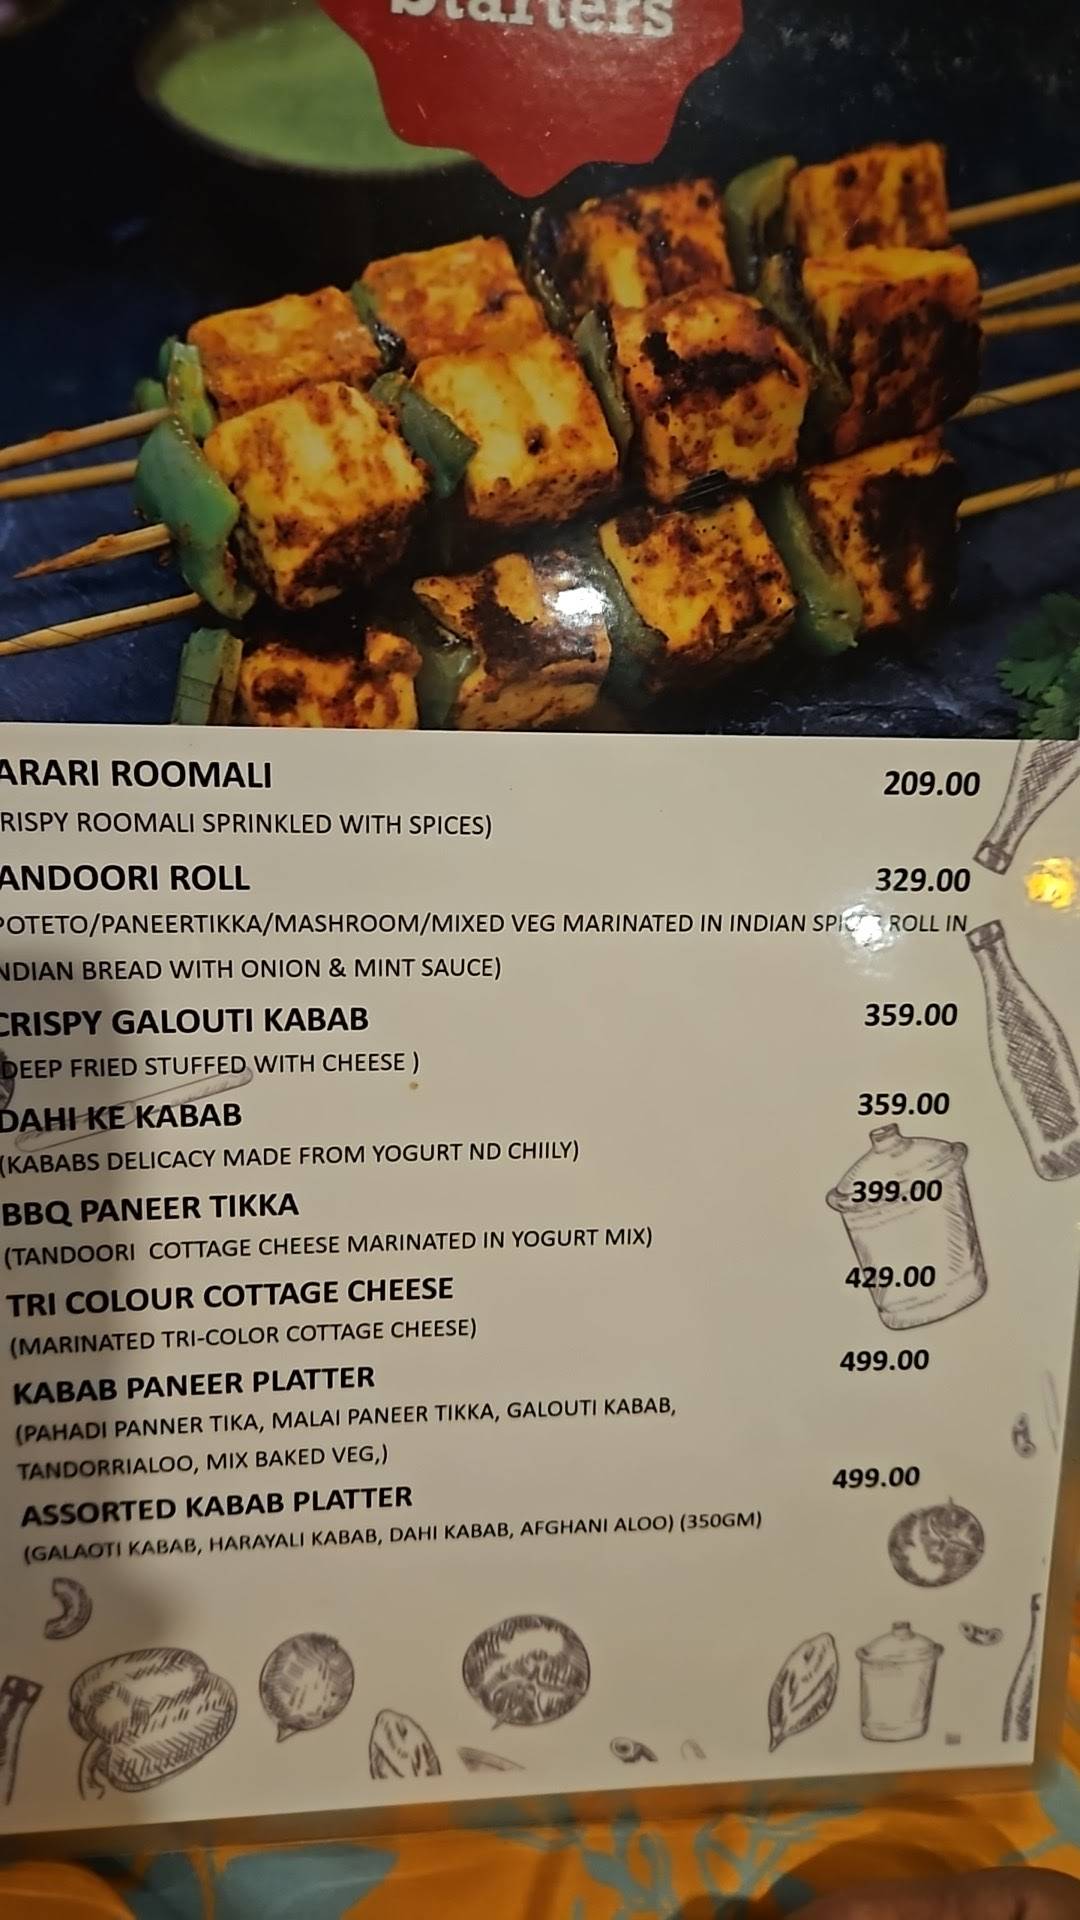 Starters
ARARI ROOMALI 209.00
RISPY ROOMALI SPRINKLED WITH SPICES)
ANDOORI ROLL 329.00
POTETO/PANEERTIKKA/MASHROOM/MIXED VEG MARINATED IN INDIAN ROLL IN
NDIAN BREAD WITH ONION & MINT SAUCE)
CRISPY GALOUTI KABAB 359.00
DEEP FRIED STUFFED WITH CHEESE )
DAHI KE KABAB 359.00
(KABABS DELICACY MADE FROM YOGURT ND CHIILY)
BBQ PANEER TIKKA 399.00
(TANDOORI COTTAGE CHEESE MARINATED IN YOGURT MIX)
TRI COLOUR COTTAGE CHEESE 429.00
(MARINATED TRI-COLOR COTTAGE CHEESE)
KABAB PANEER PLATTER 499.00
(PAHADI PANNER TIKA, MALAI PANEER TIKKA, GALOUTI KABAB,
TANDORRIALOO, MIX BAKED VEG,)
ASSORTED KABAB PLATTER 499.00
(GALAOTI KABAB, HARAYALI KABAB, DAHI KABAB, AFGHANI ALOO) (350GM)